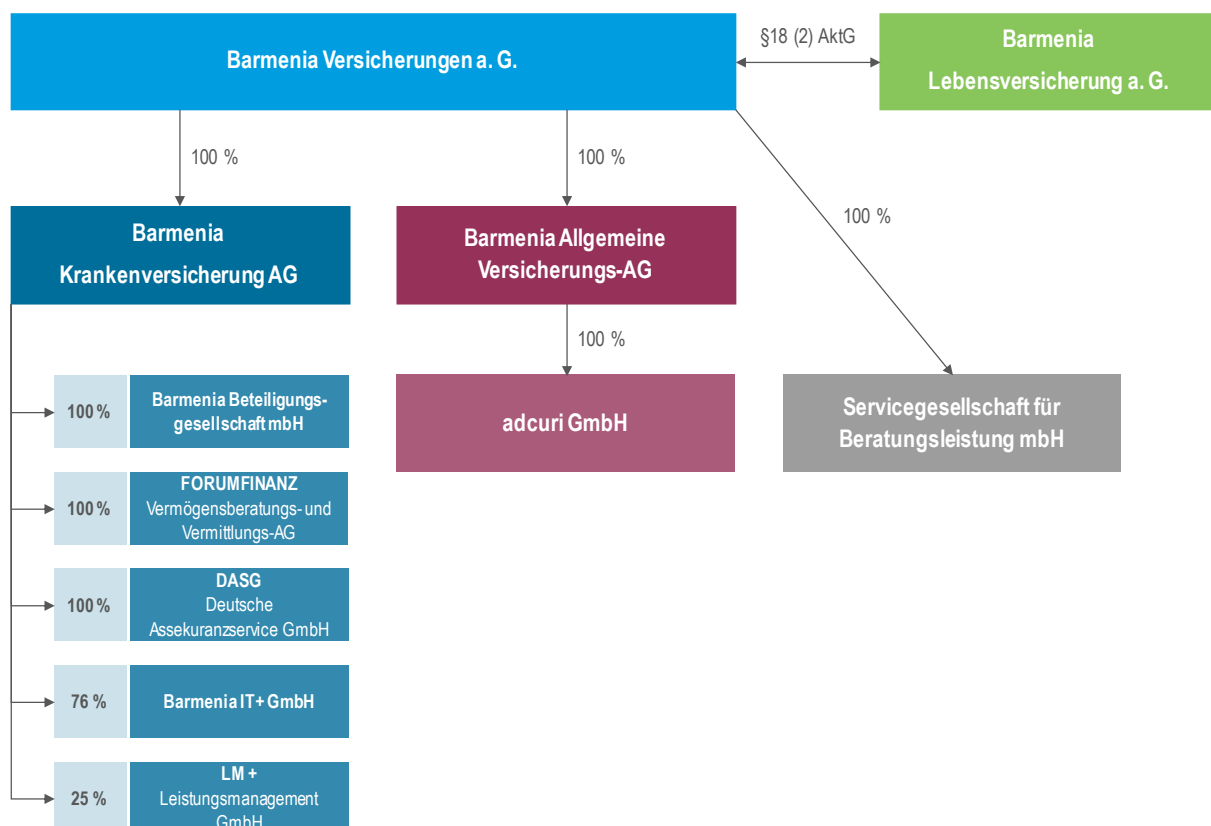 Barmenia Versicherungen a. G.
§18 (2) AktG
Barmenia
Lebensversicherung a. G.
100 %
100 %
100 %
Barmenia
Krankenversicherung AG
Barmenia Allgemeine
Versicherungs-AG
100 %
adcuri GmbH
Servicegesellschaft für
Beratungsleistung mbH
100 %
Barmenia Beteiligungs-
gesellschaft mbH
100 %
FORUMFINANZ
Vermögensberatungs- und
Vermittlungs-AG
100 %
DASG
Deutsche
Assekuranzservice GmbH
76 %
Barmenia IT+ GmbH
25 %
LM +
Leistungsmanagement
GmbH